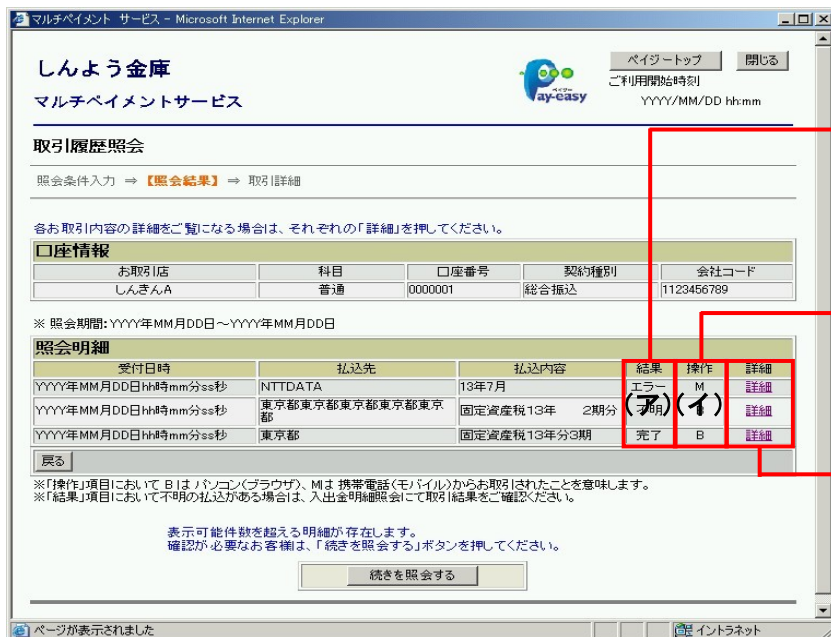 マルチペイメント サービス - Microsoft Internet Explorer
しんよう金庫
マルチペイメントサービス
ペイジー
Pay-easy
ペイジートップ 閉じる
ご利用開始時刻
YYYY/MM/DD hh:mm
取引履歴照会
照会条件入力 ⇒ 【照会結果】 ⇒ 取引詳細
各お取引内容の詳細をご覧になる場合は、それぞれの「詳細」を押してください。
口座情報
お取引店 科目 口座番号 契約種別 会社コード
しんきんA 普通 0000001 総合振込 1123456789
※ 照会期間:YYYY年MM月DD日~YYYY年MM月DD日
照会明細
受付日時 払込先 払込内容 結果 操作 詳細
YYYY年MM月DD日hh時mm分ss秒 NTTDATA 13年7月 エラー M 詳細
YYYY年MM月DD日hh時mm分ss秒 東京都東京都東京都東京都東京都 固定資産税13年 2期分 (ア) (イ) 詳細
YYYY年MM月DD日hh時mm分ss秒 東京都 固定資産税13年分3期 完了 B 詳細
戻る
※「操作」項目において Bは パソコン(ブラウザ)、Mは 携帯電話(モバイル)からお取引されたことを意味します。
※「結果」項目において不明の払込がある場合は、入出金明細照会にて取引結果をご確認ください。
表示可能件数を超える明細が存在します。
確認が必要なお客様は、「続きを照会する」ボタンを押してください。
続きを照会する
ページが表示されました イントラネット